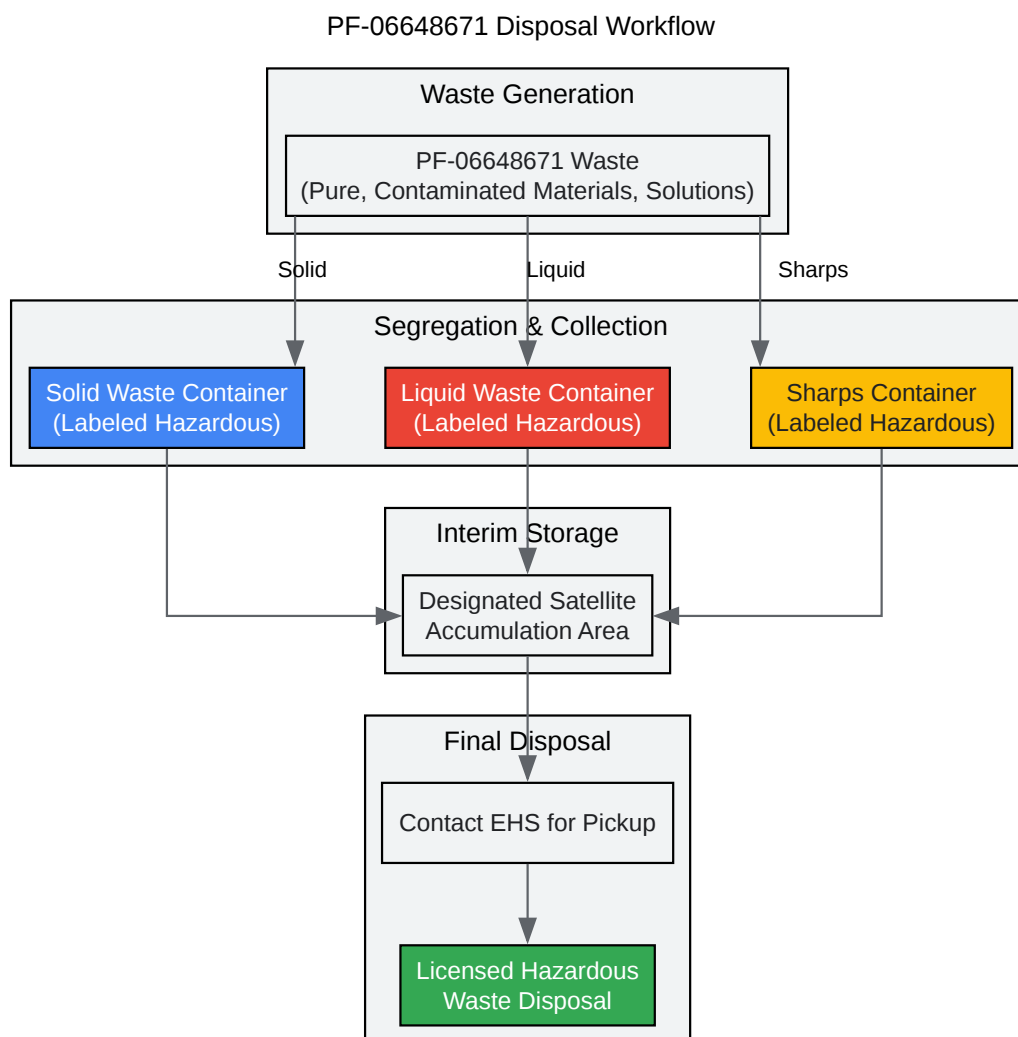 PF-06648671 Disposal Workflow
Waste Generation
PF-06648671 Waste
(Pure, Contaminated Materials, Solutions)
Solid
Liquid
Sharps
Segregation & Collection
Solid Waste Container
(Labeled Hazardous)
Liquid Waste Container
(Labeled Hazardous)
Sharps Container
(Labeled Hazardous)
Interim Storage
Designated Satellite
Accumulation Area
Final Disposal
Contact EHS for Pickup
Licensed Hazardous
Waste Disposal